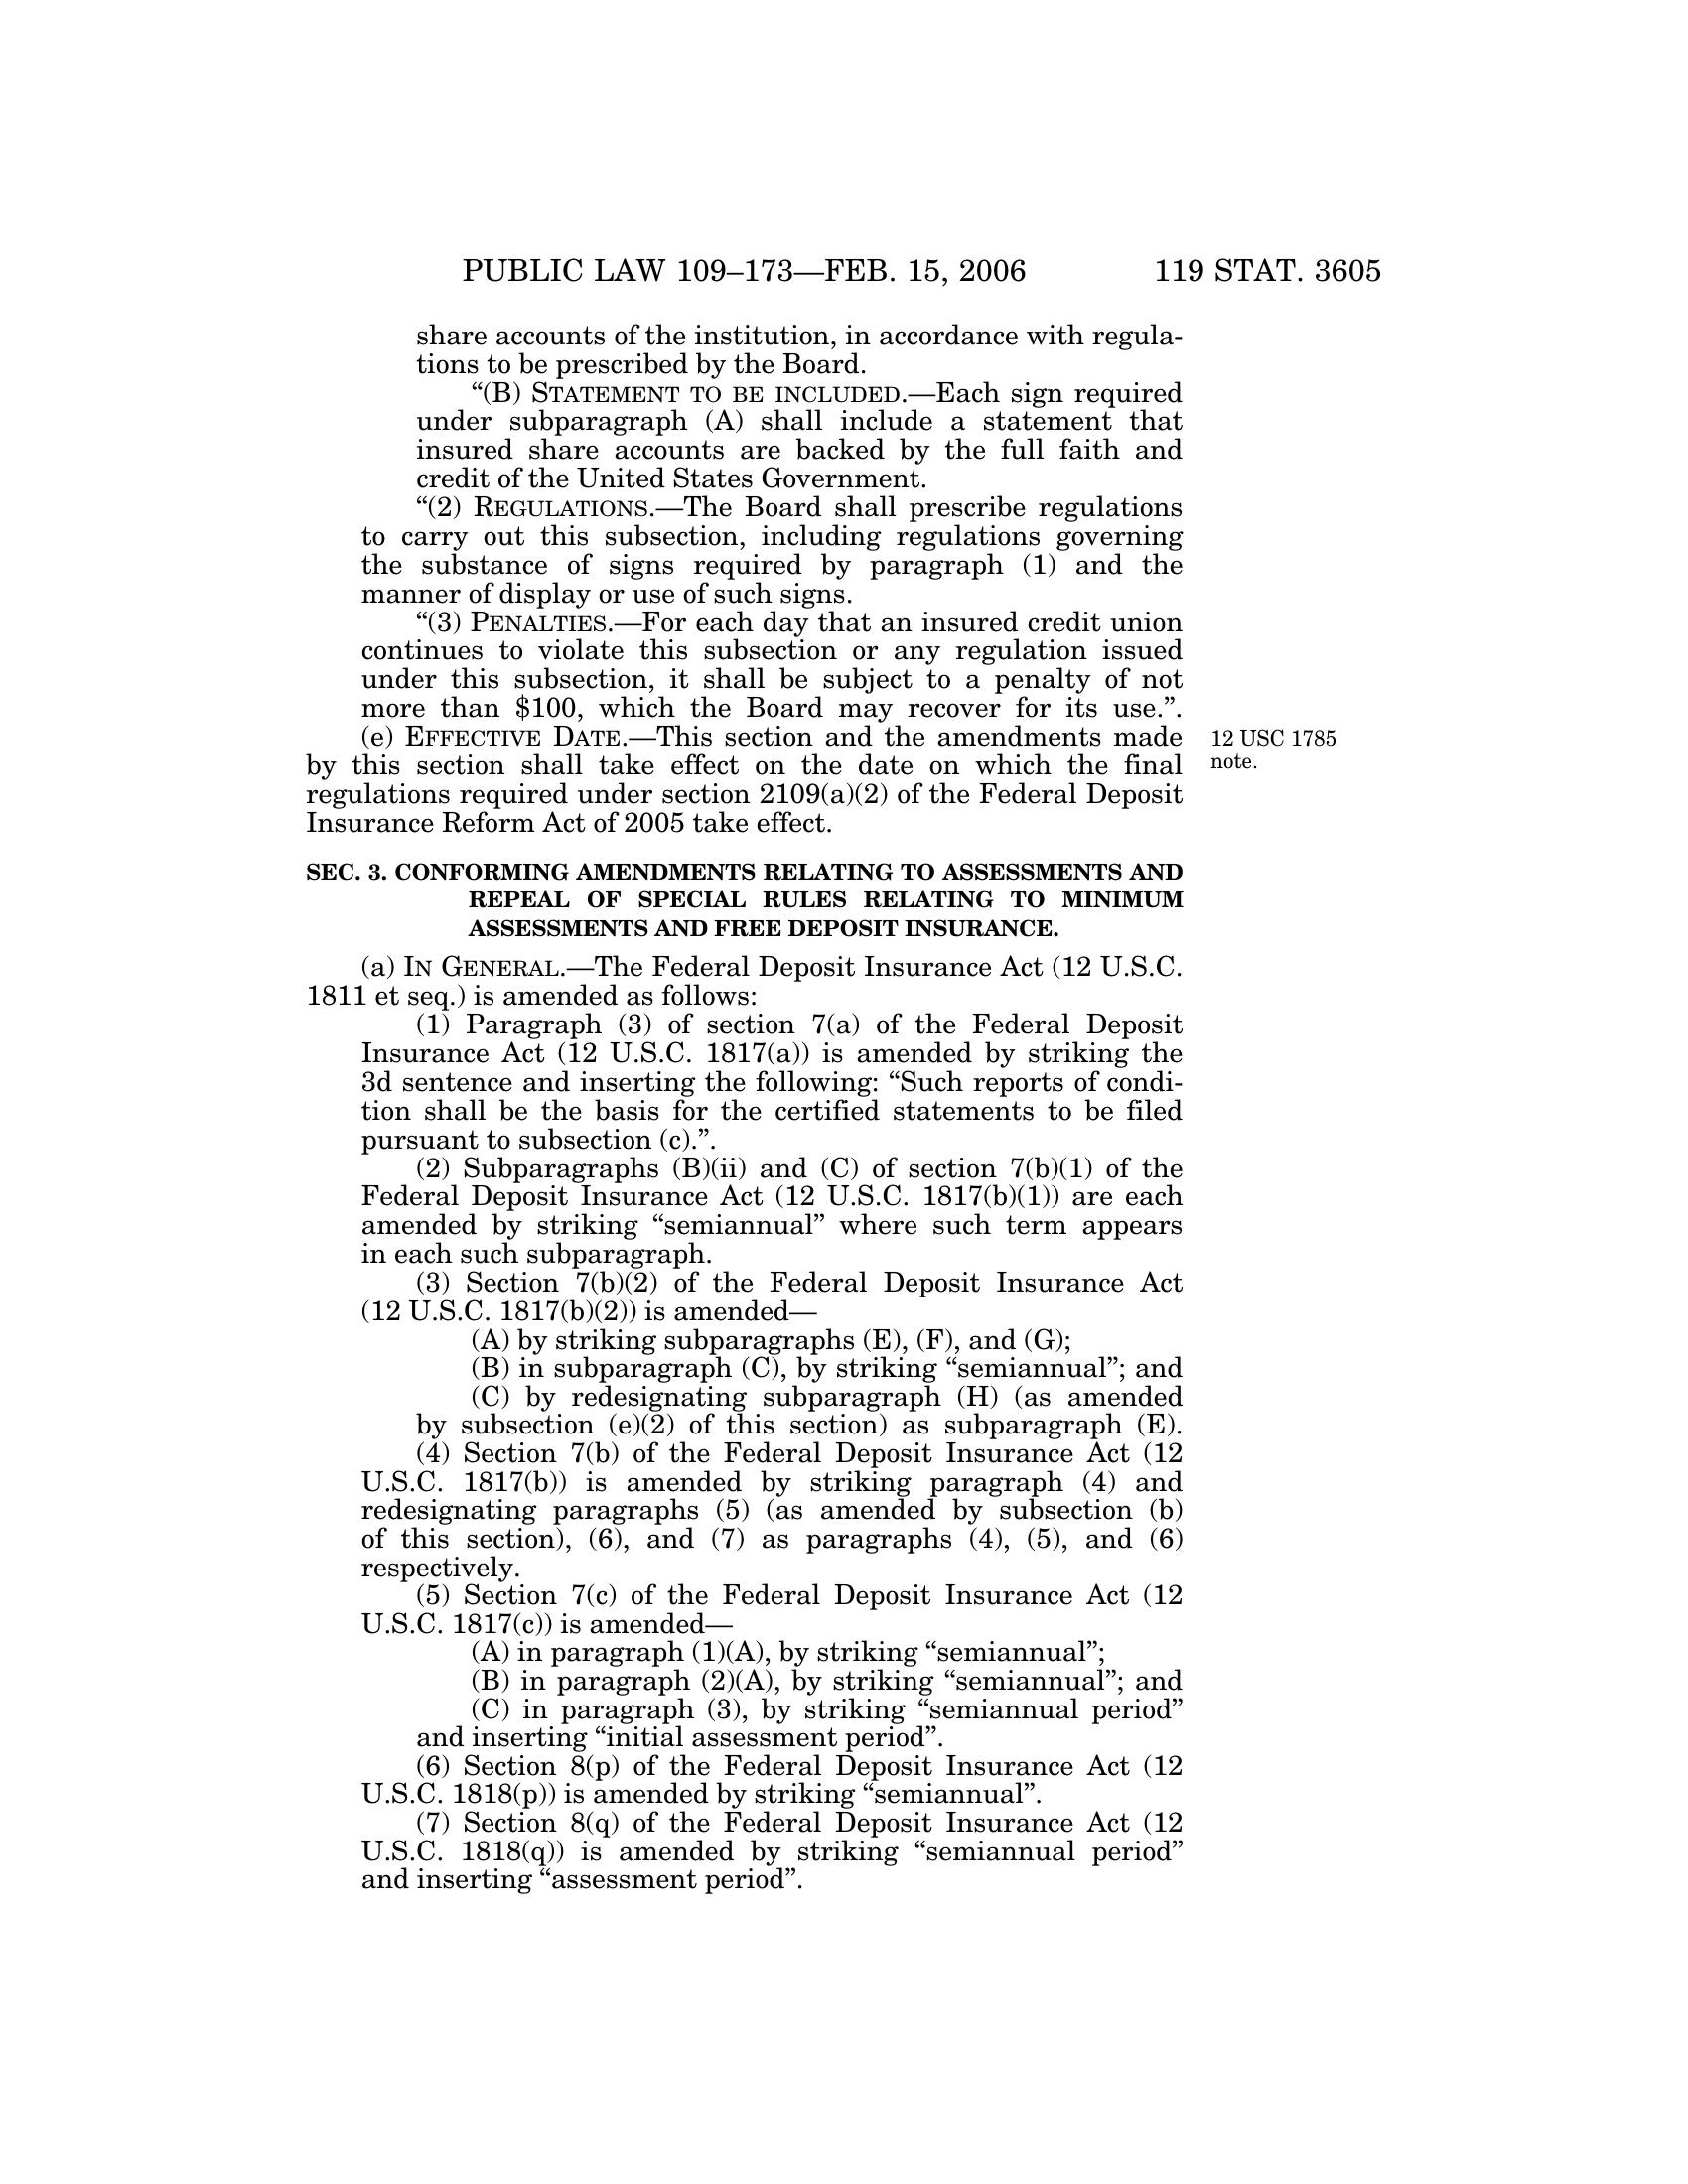 PUBLIC LAW 109–173—FEB. 15, 2006 119 STAT. 3605
share accounts of the institution, in accordance with regula-
tions to be prescribed by the Board.
“(B) STATEMENT TO BE INCLUDED.—Each sign required
under subparagraph (A) shall include a statement that
insured share accounts are backed by the full faith and
credit of the United States Government.
“(2) REGULATIONS.—The Board shall prescribe regulations
to carry out this subsection, including regulations governing
the substance of signs required by paragraph (1) and the
manner of display or use of such signs.
“(3) PENALTIES.—For each day that an insured credit union
continues to violate this subsection or any regulation issued
under this subsection, it shall be subject to a penalty of not
more than $100, which the Board may recover for its use.”.
(e) EFFECTIVE DATE.—This section and the amendments made
by this section shall take effect on the date on which the final
regulations required under section 2109(a)(2) of the Federal Deposit
Insurance Reform Act of 2005 take effect.
12 USC 1785
note.
SEC. 3. CONFORMING AMENDMENTS RELATING TO ASSESSMENTS AND
REPEAL OF SPECIAL RULES RELATING TO MINIMUM
ASSESSMENTS AND FREE DEPOSIT INSURANCE.
(a) IN GENERAL.—The Federal Deposit Insurance Act (12 U.S.C.
1811 et seq.) is amended as follows:
(1) Paragraph (3) of section 7(a) of the Federal Deposit
Insurance Act (12 U.S.C. 1817(a)) is amended by striking the
3d sentence and inserting the following: “Such reports of condi-
tion shall be the basis for the certified statements to be filed
pursuant to subsection (c).”.
(2) Subparagraphs (B)(ii) and (C) of section 7(b)(1) of the
Federal Deposit Insurance Act (12 U.S.C. 1817(b)(1)) are each
amended by striking “semiannual” where such term appears
in each such subparagraph.
(3) Section 7(b)(2) of the Federal Deposit Insurance Act
(12 U.S.C. 1817(b)(2)) is amended—
(A) by striking subparagraphs (E), (F), and (G);
(B) in subparagraph (C), by striking “semiannual”; and
(C) by redesignating subparagraph (H) (as amended
by subsection (e)(2) of this section) as subparagraph (E).
(4) Section 7(b) of the Federal Deposit Insurance Act (12
U.S.C. 1817(b)) is amended by striking paragraph (4) and
redesignating paragraphs (5) (as amended by subsection (b)
of this section), (6), and (7) as paragraphs (4), (5), and (6)
respectively.
(5) Section 7(c) of the Federal Deposit Insurance Act (12
U.S.C. 1817(c)) is amended—
(A) in paragraph (1)(A), by striking “semiannual”;
(B) in paragraph (2)(A), by striking “semiannual”; and
(C) in paragraph (3), by striking “semiannual period”
and inserting “initial assessment period”.
(6) Section 8(p) of the Federal Deposit Insurance Act (12
U.S.C. 1818(p)) is amended by striking “semiannual”.
(7) Section 8(q) of the Federal Deposit Insurance Act (12
U.S.C. 1818(q)) is amended by striking “semiannual period”
and inserting “assessment period”.